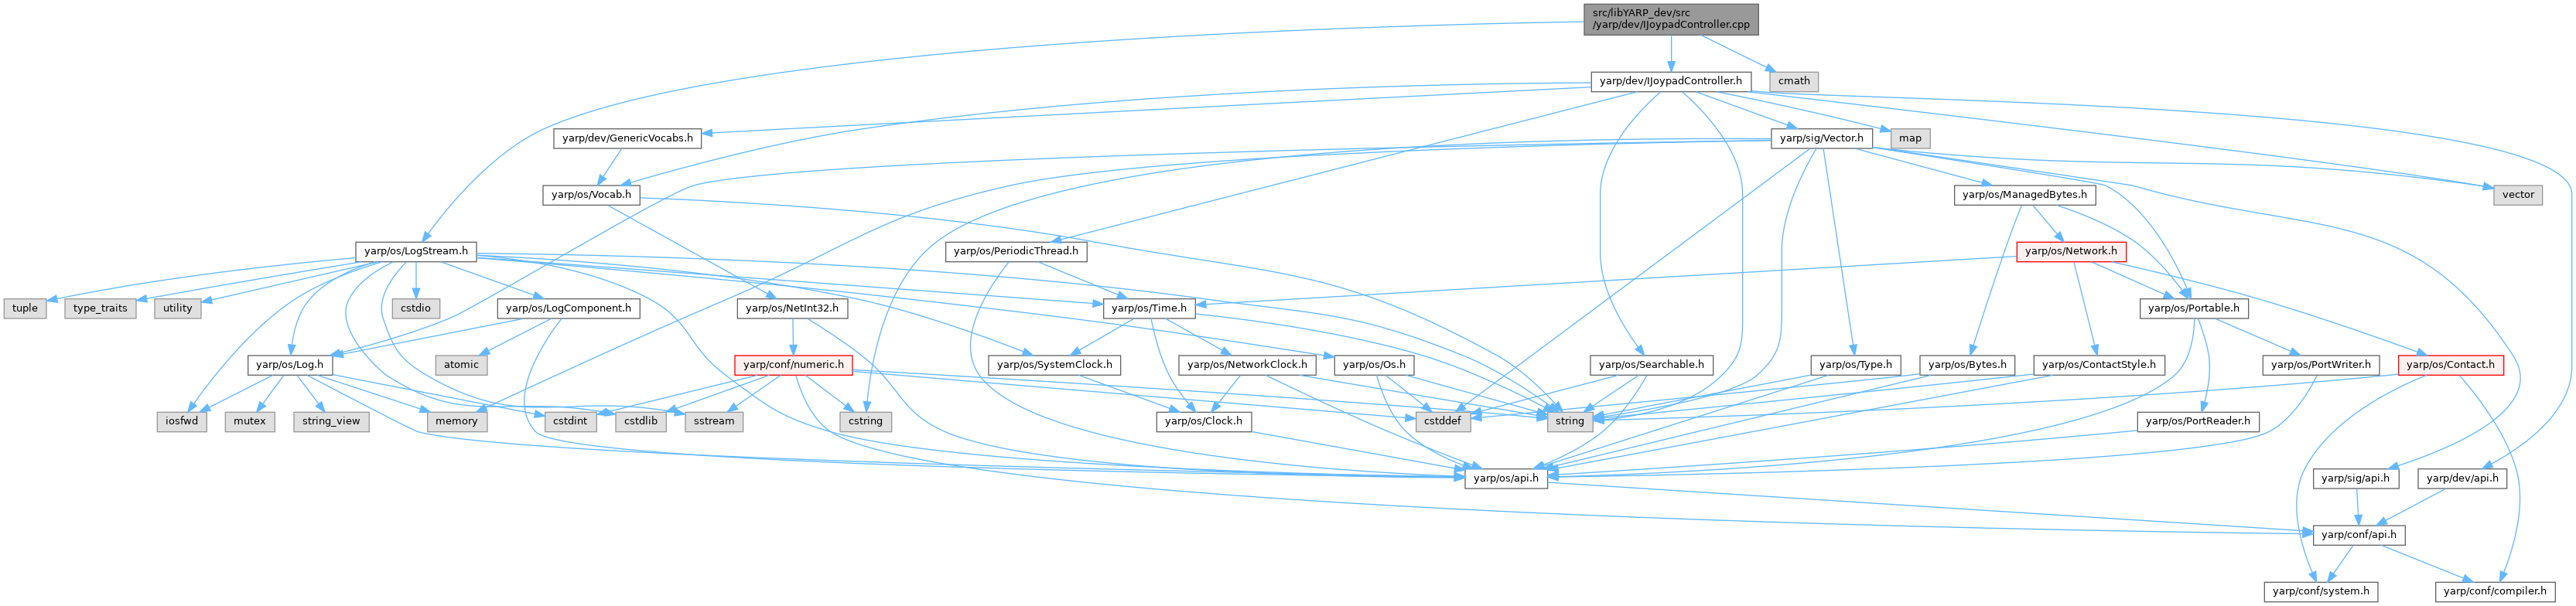 src/libYARP_dev/src
/yarp/dev/IJoypadController.cpp
yarp/dev/IJoypadController.h
cmath
yarp/dev/GenericVocabs.h
yarp/sig/Vector.h
map
yarp/os/Vocab.h
yarp/os/ManagedBytes.h
vector
yarp/os/LogStream.h
yarp/os/PeriodicThread.h
yarp/os/Network.h
tuple
type_traits
utility
cstdio
yarp/os/LogComponent.h
yarp/os/NetInt32.h
yarp/os/Time.h
yarp/os/Portable.h
yarp/os/Log.h
atomic
yarp/conf/numeric.h
yarp/os/SystemClock.h
yarp/os/NetworkClock.h
yarp/os/Os.h
yarp/os/Searchable.h
yarp/os/Type.h
yarp/os/Bytes.h
yarp/os/ContactStyle.h
yarp/os/PortWriter.h
yarp/os/Contact.h
iosfwd
mutex
string_view
memory
cstdint
cstdlib
sstream
cstring
yarp/os/Clock.h
cstddef
string
yarp/os/PortReader.h
yarp/os/api.h
yarp/sig/api.h
yarp/dev/api.h
yarp/conf/api.h
yarp/conf/system.h
yarp/conf/compiler.h